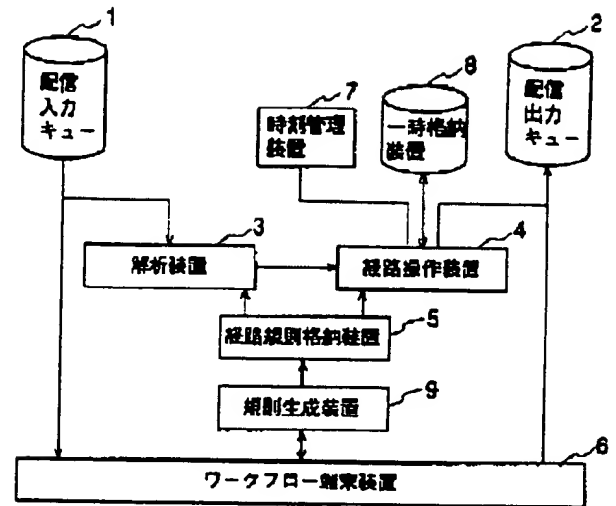 1
2
配信
入力
キュー
7
時刻管理
装置
8
一時格納
装置
配信
出力
キュー
3
解析装置
4
経路操作装置
経路規則格納装置
5
規則生成装置
9
ワークフロー端末装置
6